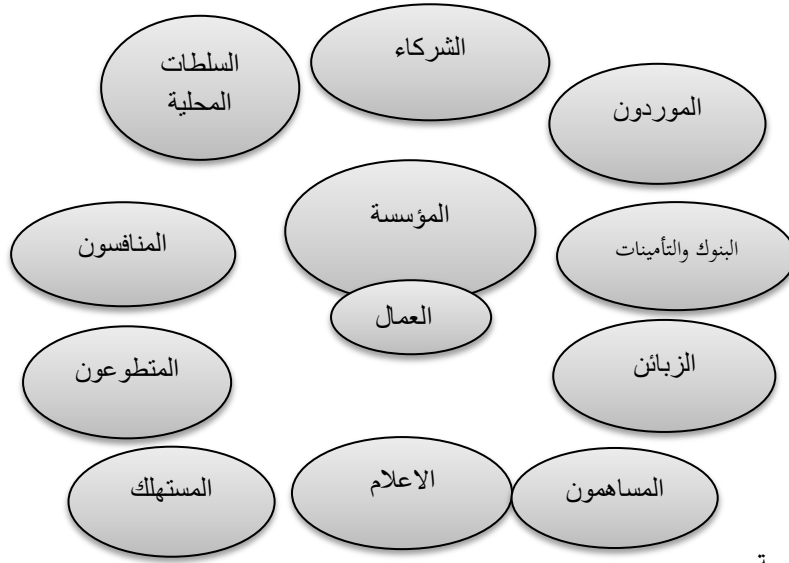 الشركاء
السلطات
المحلية
الموردون
المؤسسة
المنافسون
البنوك والتأمينات
العمال
الزبائن
المتطوعون
الاعلام
المساهمون
المستهلك